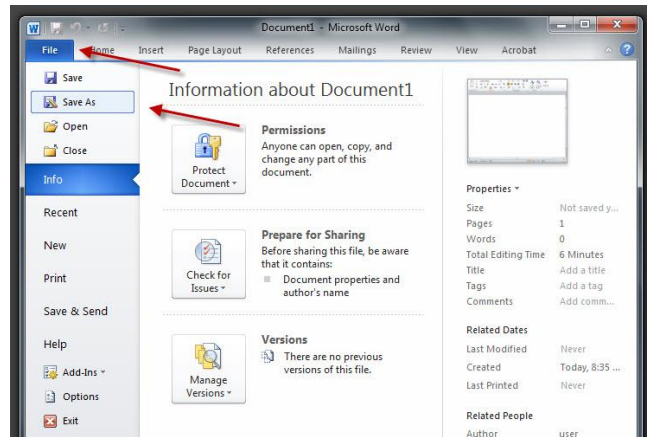 Document1 - Microsoft Word
File Home Insert Page Layout References Mailings Review View Acrobat
Save
Save As
Open
Close
Info
Recent
New
Print
Save & Send
Help
Add-Ins
Options
Exit
Information about Document1
Protect
Document
Permissions
Anyone can open, copy, and
change any part of this
document.
Check for
Issues
Prepare for Sharing
Before sharing this file, be aware
that it contains:
Document properties and
author's name
Manage
Versions
Versions
There are no previous
versions of this file.
Properties
Size Not saved y...
Pages 1
Words 0
Total Editing Time 6 Minutes
Title Add a title
Tags Add a tag
Comments Add comm...
Related Dates
Last Modified Never
Created Today, 8:35 ...
Last Printed Never
Related People
Author user